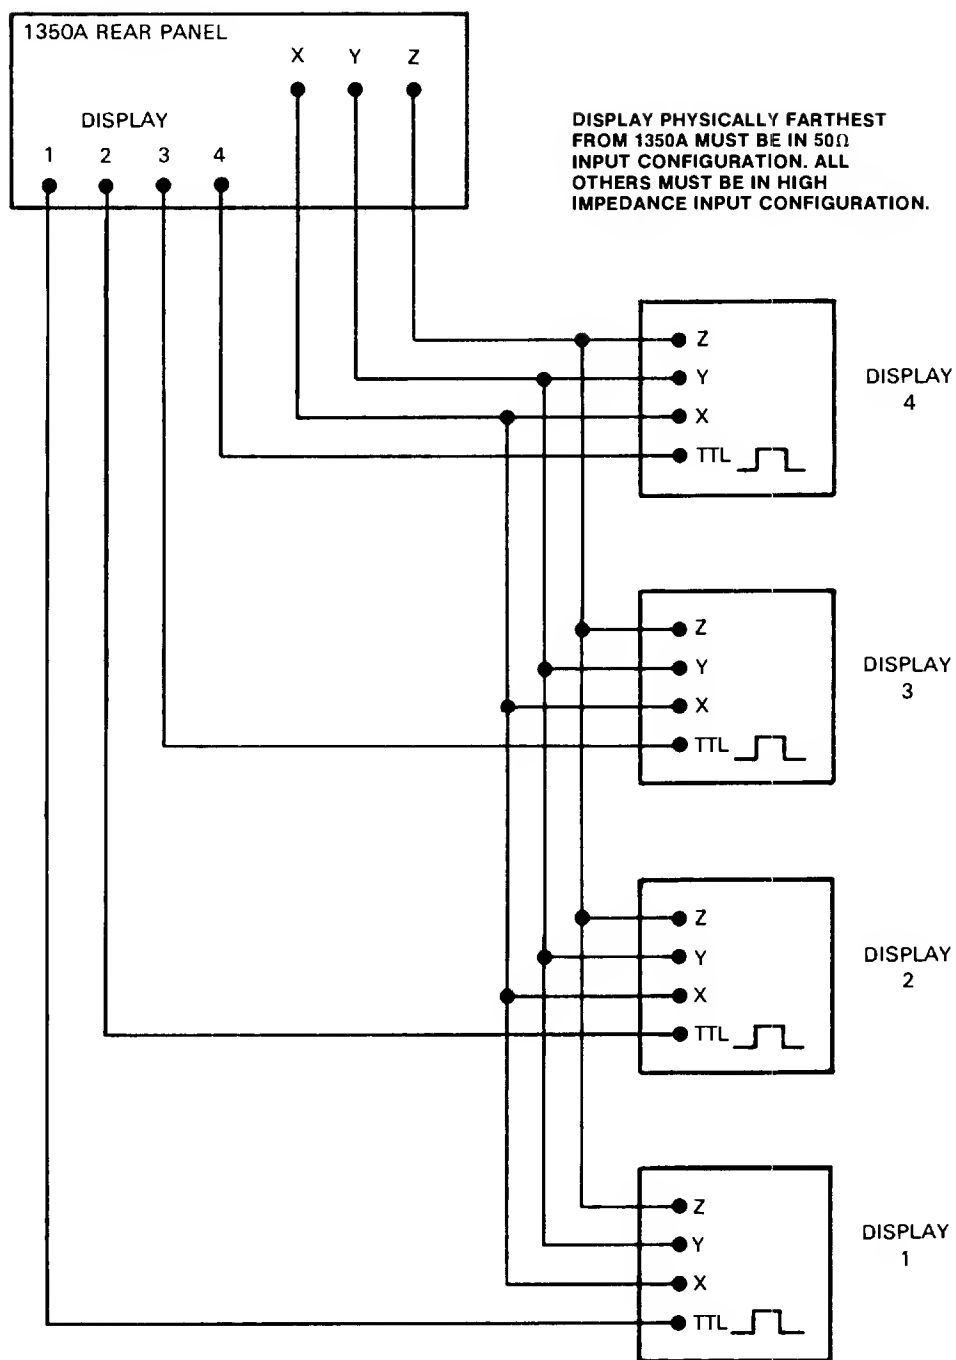 1350A REAR PANEL
X Y Z
DISPLAY
1 2 3 4
DISPLAY PHYSICALLY FARTHEST
FROM 1350A MUST BE IN 50Ω
INPUT CONFIGURATION. ALL
OTHERS MUST BE IN HIGH
IMPEDANCE INPUT CONFIGURATION.
Z
Y
X
TTL
DISPLAY
4
Z
Y
X
TTL
DISPLAY
3
Z
Y
X
TTL
DISPLAY
2
Z
Y
X
TTL
DISPLAY
1